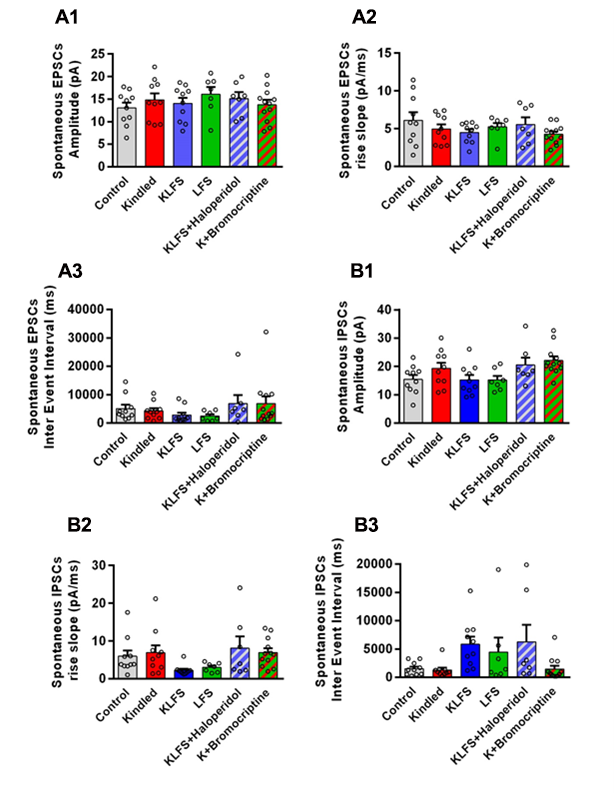 A1
Spontaneous EPSCs
Amplitude (pA)
25
20
15
10
5
0
Control
Kindled
KLFS
LFS
KLFS+Haloperidol
K+Bromocriptine
A2
Spontaneous EPSCs
rise slope (pA/ms)
15
10
5
0
Control
Kindled
KLFS
LFS
KLFS+Haloperidol
K+Bromocriptine
A3
Spontaneous EPSCs
Inter Event Interval (ms)
40000
30000
20000
10000
0
Control
Kindled
KLFS
LFS
KLFS+Haloperidol
K+Bromocriptine
B1
Spontaneous IPSCs
Amplitude (pA)
40
30
20
10
0
Control
Kindled
KLFS
LFS
KLFS+Haloperidol
K+Bromocriptine
B2
Spontaneous IPSCs
rise slope (pA/ms)
30
20
10
0
Control
Kindled
KLFS
LFS
KLFS+Haloperidol
K+Bromocriptine
B3
Spontaneous IPSCs
Inter Event Interval (ms)
20000
15000
10000
5000
0
Control
Kindled
KLFS
LFS
KLFS+Haloperidol
K+Bromocriptine